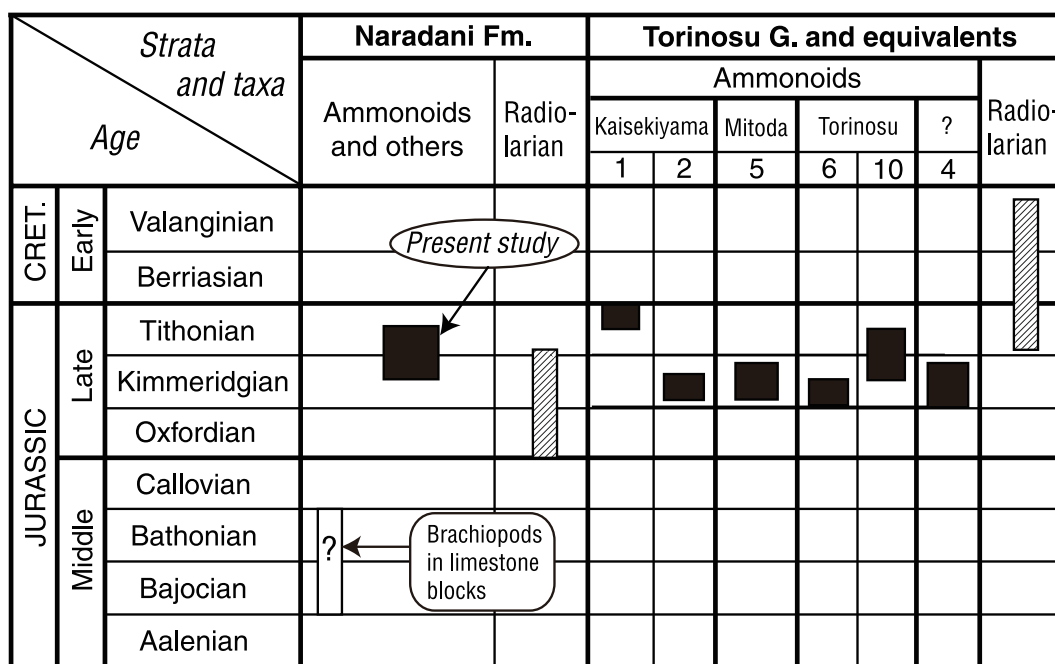 Strata
and taxa
Age
Naradani Fm.
Torinosu G. and equivalents
Ammonoids
and others
Radio-
larian
Ammonoids
Radio-
larian
Kaisekiyama
Mitoda
Torinosu
?
1
2
5
6
10
4
CRET.
Early
Valanginian
Berriasian
Present study
JURASSIC
Late
Tithonian
Kimmeridgian
Oxfordian
Middle
Callovian
Bathonian
Bajocian
Aalenian
?
Brachiopods
in limestone
blocks